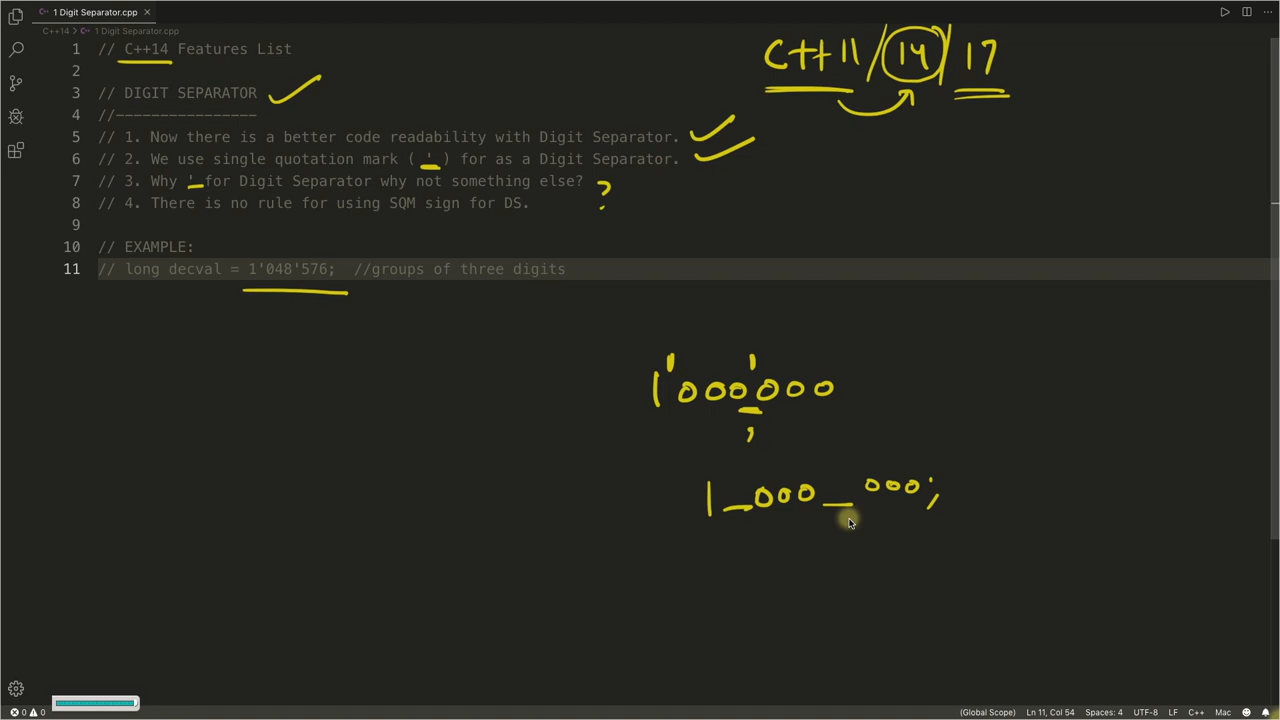 1 Digit Separator.cpp ×
C++14 > 1 Digit Separator.cpp
1 // C++14 Features List
2
3 // DIGIT SEPARATOR
4 //----------------
5 // 1. Now there is a better code readability with Digit Separator.
6 // 2. We use single quotation mark ( ' ) for as a Digit Separator.
7 // 3. Why ' for Digit Separator why not something else?
8 // 4. There is no rule for using SQM sign for DS.
9
10 // EXAMPLE:
11 // long decval = 1'048'576; //groups of three digits
C++11/14/17
?
1'000'000
,
1_000_000;
0 0 (Global Scope) Ln 11, Col 54 Spaces: 4 UTF-8 LF C++ Mac